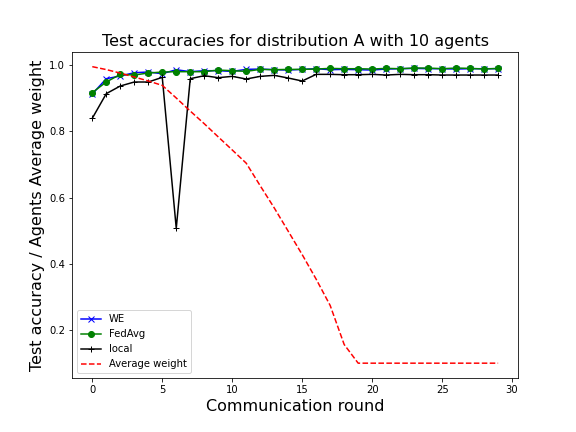 Test accuracies for distribution A with 10 agents
Test accuracy / Agents Average weight
1.0
0.8
0.6
0.4
0.2
WE
FedAvg
local
Average weight
0 5 10 15 20 25 30
Communication round